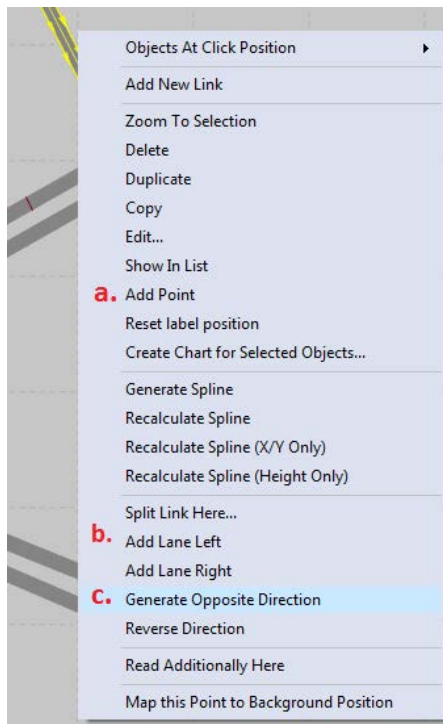 Objects At Click Position
Add New Link
Zoom To Selection
Delete
Duplicate
Copy
Edit...
Show In List
a. Add Point
Reset label position
Create Chart for Selected Objects...
Generate Spline
Recalculate Spline
Recalculate Spline (X/Y Only)
Recalculate Spline (Height Only)
Split Link Here...
b. Add Lane Left
Add Lane Right
c. Generate Opposite Direction
Reverse Direction
Read Additionally Here
Map this Point to Background Position